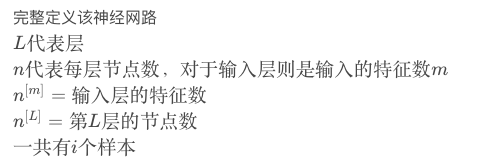 完整定义该神经网路
L代表层
n代表每层节点数，对于输入层则是输入的特征数m
n^{[m]} = 输入层的特征数
n^{[L]} = 第L层的节点数
一共有i个样本